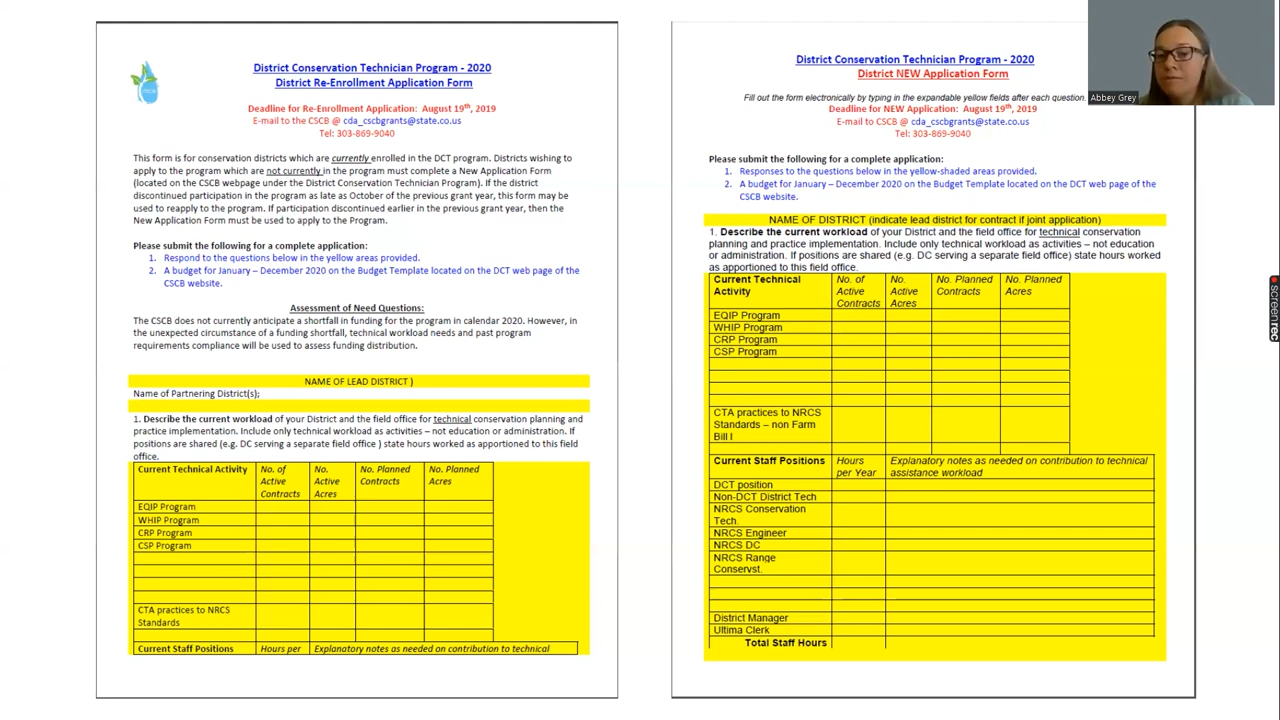 District Conservation Technician Program - 2020
District Re-Enrollment Application Form
Deadline for Re-Enrollment Application: August 19th, 2019
E-mail to the CSCB @ cda_cscbgrants@state.co.us
Tel: 303-869-9040
This form is for conservation districts which are currently enrolled in the DCT program. Districts wishing to
apply to the program which are not currently in the program must complete a New Application Form
(located on the CSCB webpage under the District Conservation Technician Program). If the district
discontinued participation in the program as late as October of the previous grant year, this form may be
used to reapply to the program. If participation discontinued earlier in the previous grant year, then the
New Application Form must be used to apply to the Program.
Please submit the following for a complete application:
1. Respond to the questions below in the yellow areas provided.
2. A budget for January – December 2020 on the Budget Template located on the DCT web page of the
CSCB website.
Assessment of Need Questions:
The CSCB does not currently anticipate a shortfall in funding for the program in calendar 2020. However, in
the unexpected circumstance of a funding shortfall, technical workload needs and past program
requirements compliance will be used to assess funding distribution.
NAME OF LEAD DISTRICT )
Name of Partnering District(s);
1. Describe the current workload of your District and the field office for technical conservation planning and
practice implementation. Include only technical workload as activities – not education or administration. If
positions are shared (e.g. DC serving a separate field office ) state hours worked as apportioned to this field
office.
Current Technical Activity No. of Active Contracts No. Active Acres No. Planned Contracts No. Planned Acres
EQIP Program
WHIP Program
CRP Program
CSP Program
CTA practices to NRCS
Standards
Current Staff Positions Hours per Explanatory notes as needed on contribution to technical
District Conservation Technician Program - 2020
District NEW Application Form
Fill out the form electronically by typing in the expandable yellow fields after each question.
Deadline for NEW Application: August 19th, 2019
E-mail to CSCB @ cda_cscbgrants@state.co.us
Tel: 303-869-9040
Please submit the following for a complete application:
1. Responses to the questions below in the yellow-shaded areas provided.
2. A budget for January – December 2020 on the Budget Template located on the DCT web page of the
CSCB website.
NAME OF DISTRICT (indicate lead district for contract if joint application)
1. Describe the current workload of your District and the field office for technical conservation
planning and practice implementation. Include only technical workload as activities – not education
or administration. If positions are shared (e.g. DC serving a separate field office) state hours worked
as apportioned to this field office.
Current Technical Activity No. of Active Contracts No. Active Acres No. Planned Contracts No. Planned Acres
EQIP Program
WHIP Program
CRP Program
CSP Program
CTA practices to NRCS
Standards – non Farm
Bill I
Current Staff Positions Hours per Year Explanatory notes as needed on contribution to technical assistance workload
DCT position
Non-DCT District Tech
NRCS Conservation
Tech.
NRCS Engineer
NRCS DC
NRCS Range
Conservst.
District Manager
Ultima Clerk
Total Staff Hours
Abbey Grey
screenrec